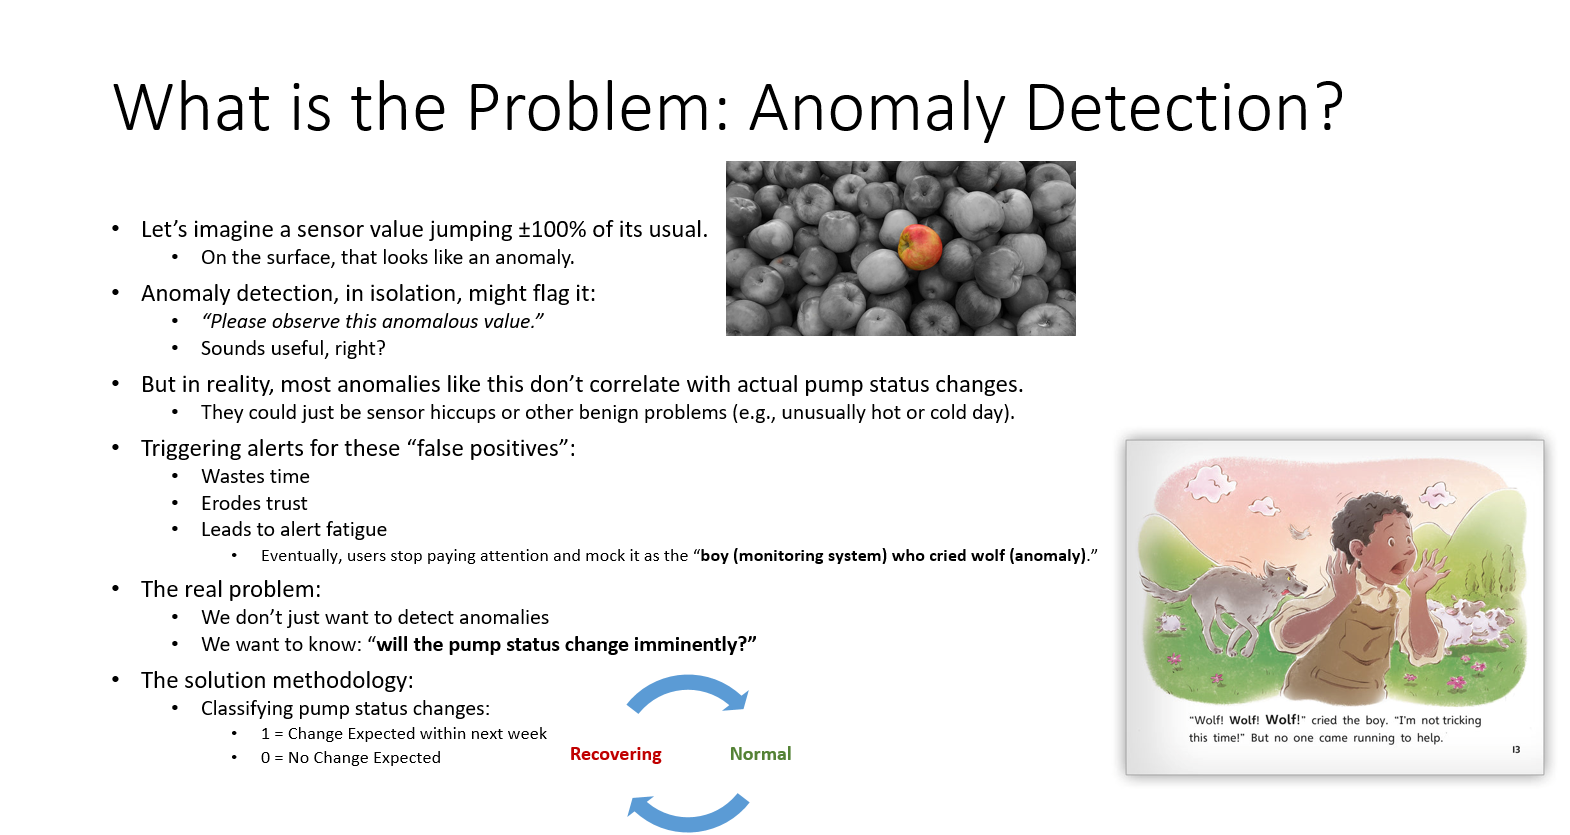 What is the Problem: Anomaly Detection?
• Let’s imagine a sensor value jumping ±100% of its usual.
• On the surface, that looks like an anomaly.
• Anomaly detection, in isolation, might flag it:
• “Please observe this anomalous value.”
• Sounds useful, right?
• But in reality, most anomalies like this don’t correlate with actual pump status changes.
• They could just be sensor hiccups or other benign problems (e.g., unusually hot or cold day).
• Triggering alerts for these “false positives”:
• Wastes time
• Erodes trust
• Leads to alert fatigue
• Eventually, users stop paying attention and mock it as the “boy (monitoring system) who cried wolf (anomaly).”
• The real problem:
• We don’t just want to detect anomalies
• We want to know: “will the pump status change imminently?”
• The solution methodology:
• Classifying pump status changes:
• 1 = Change Expected within next week
• 0 = No Change Expected
Recovering
Normal
“Wolf! Wolf! Wolf!” cried the boy. “I’m not tricking
this time!” But no one came running to help.
13